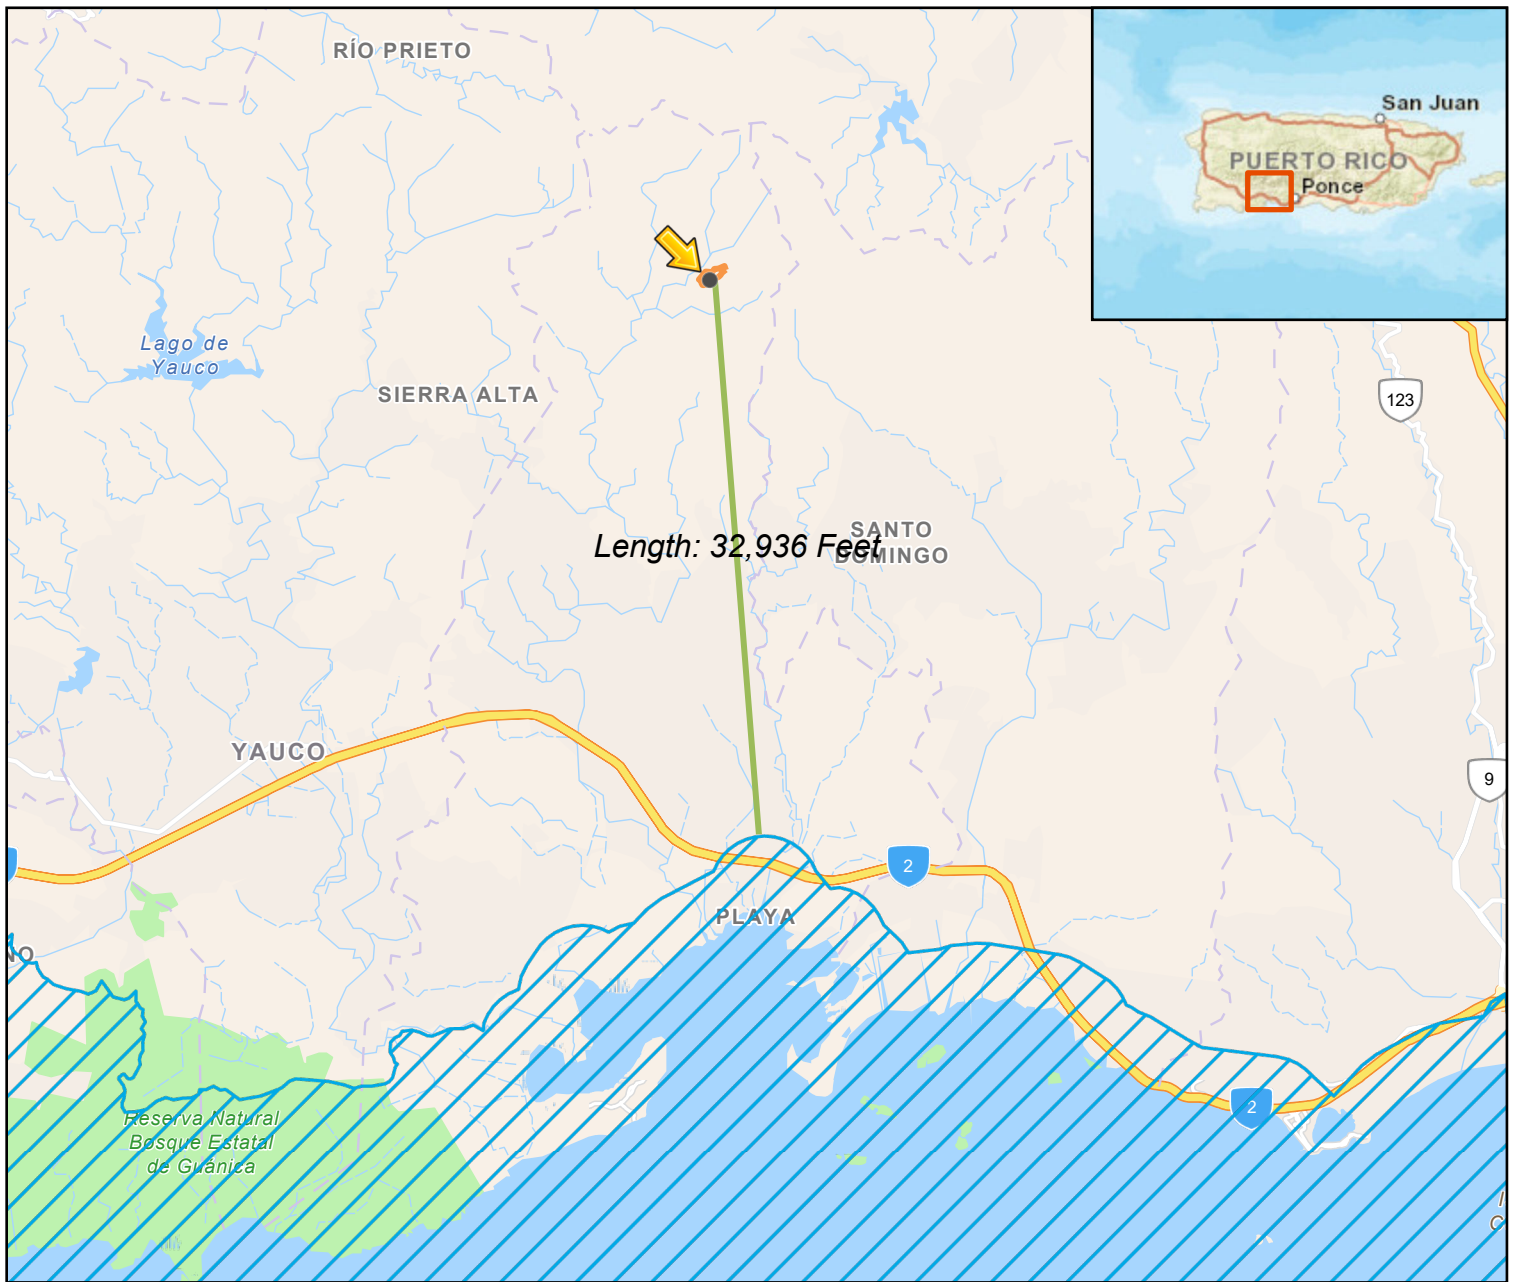 RÍO PRIETO
San Juan
PUERTO RICO
Ponce
Lago de
Yauco
SIERRA ALTA
123
SANTO
DOMINGO
Length: 32,936 Feet
YAUCO
9
2
PLAYA
NO
2
Reserva Natural
Bosque Estatal
de Guánica